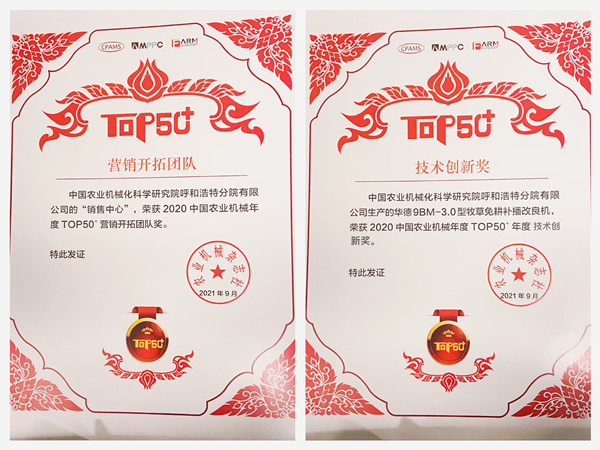 CPAMS AMPPC FARM
TOP50+
营销开拓团队
中国农业机械化科学研究院呼和浩特分院有限
公司的“销售中心”，荣获 2020 中国农业机械年
度 TOP50+ 营销开拓团队奖。
特此发证
农业机械杂志社
2021 年 9 月
TOP50+
CPAMS AMPPC FARM
TOP50+
技术创新奖
中国农业机械化科学研究院呼和浩特分院有限
公司生产的华德 9BM-3.0 型牧草免耕补播改良机，
荣获 2020 中国农业机械年度 TOP50+ 年度 技术创
新奖。
特此发证
农业机械杂志社
2021 年 9 月
TOP50+